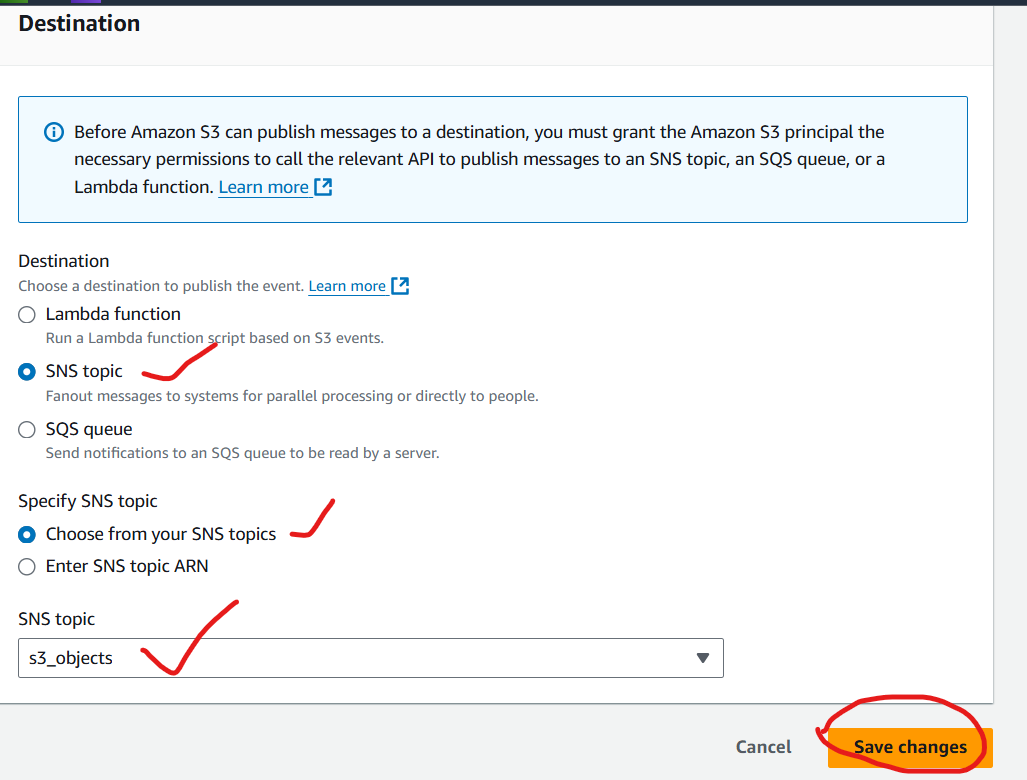 Destination
Before Amazon S3 can publish messages to a destination, you must grant the Amazon S3 principal the
necessary permissions to call the relevant API to publish messages to an SNS topic, an SQS queue, or a
Lambda function. Learn more
Destination
Choose a destination to publish the event. Learn more
Lambda function
Run a Lambda function script based on S3 events.
SNS topic
Fanout messages to systems for parallel processing or directly to people.
SQS queue
Send notifications to an SQS queue to be read by a server.
Specify SNS topic
Choose from your SNS topics
Enter SNS topic ARN
SNS topic
s3_objects
Cancel Save changes